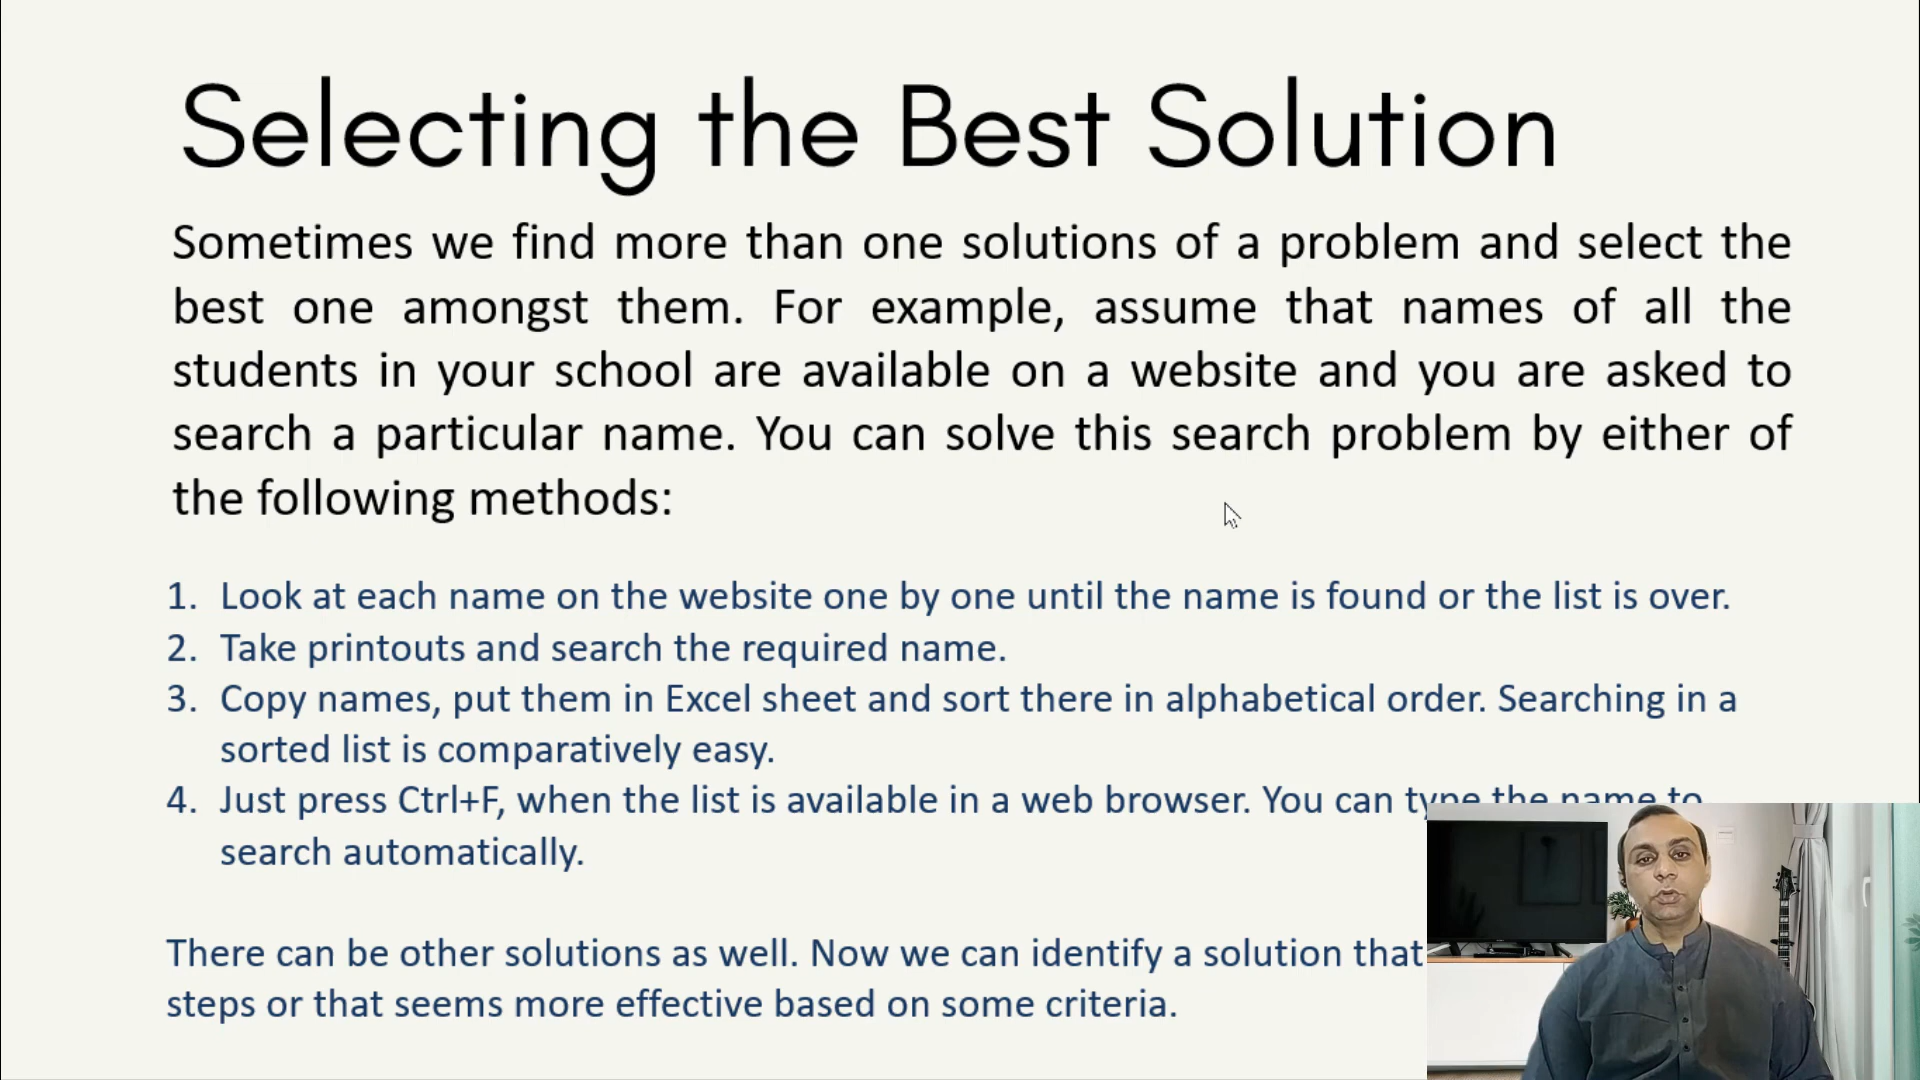 Selecting the Best Solution
Sometimes we find more than one solutions of a problem and select the
best one amongst them. For example, assume that names of all the
students in your school are available on a website and you are asked to
search a particular name. You can solve this search problem by either of
the following methods:
1. Look at each name on the website one by one until the name is found or the list is over.
2. Take printouts and search the required name.
3. Copy names, put them in Excel sheet and sort there in alphabetical order. Searching in a
sorted list is comparatively easy.
4. Just press Ctrl+F, when the list is available in a web browser. You can type the name to
search automatically.
There can be other solutions as well. Now we can identify a solution that
steps or that seems more effective based on some criteria.